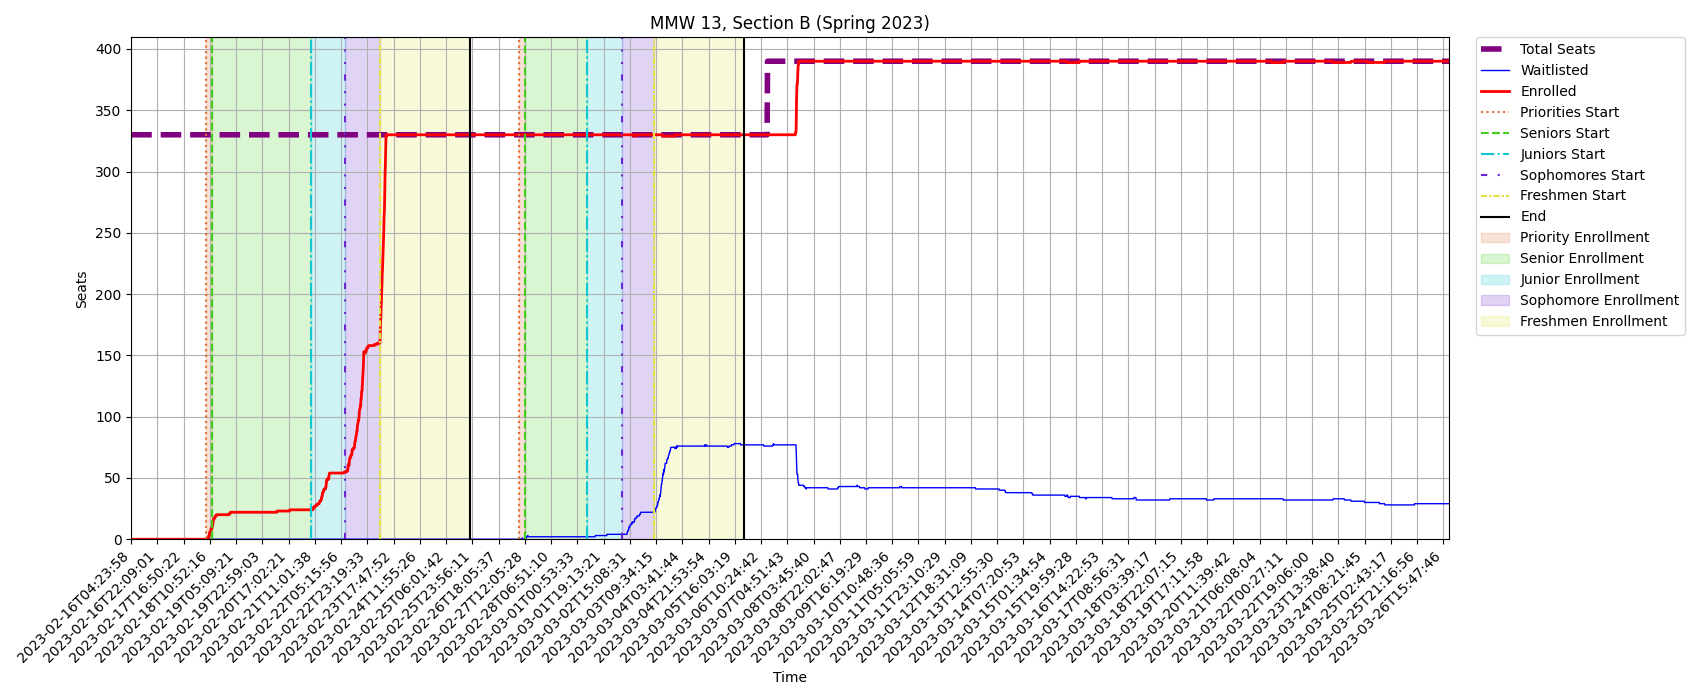 MMW 13, Section B (Spring 2023)
400
350
300
250
200
150
100
50
0
Seats
2023-02-16T04:23:58
2023-02-16T22:09:01
2023-02-17T16:50:22
2023-02-18T10:52:16
2023-02-19T05:09:21
2023-02-19T22:59:03
2023-02-20T17:02:21
2023-02-21T11:01:38
2023-02-22T05:15:56
2023-02-22T23:19:33
2023-02-23T17:47:52
2023-02-24T11:55:26
2023-02-25T06:01:42
2023-02-25T23:56:11
2023-02-26T18:05:37
2023-02-27T12:05:28
2023-02-28T06:51:10
2023-03-01T00:53:33
2023-03-01T19:13:21
2023-03-02T15:08:31
2023-03-03T09:34:15
2023-03-04T03:41:44
2023-03-04T21:53:54
2023-03-05T16:03:19
2023-03-06T10:24:42
2023-03-07T04:51:43
2023-03-08T03:45:40
2023-03-08T22:02:47
2023-03-09T16:19:29
2023-03-10T10:48:36
2023-03-11T05:05:59
2023-03-11T23:10:29
2023-03-12T18:31:09
2023-03-13T12:55:30
2023-03-14T07:20:53
2023-03-15T01:34:54
2023-03-15T19:59:28
2023-03-16T14:22:53
2023-03-17T08:56:31
2023-03-18T03:39:17
2023-03-18T22:07:15
2023-03-19T17:11:58
2023-03-20T11:39:42
2023-03-21T06:08:04
2023-03-22T00:27:11
2023-03-22T19:06:00
2023-03-23T13:38:40
2023-03-24T08:21:45
2023-03-25T02:43:17
2023-03-25T21:16:56
2023-03-26T15:47:46
Time
Total Seats
Waitlisted
Enrolled
Priorities Start
Seniors Start
Juniors Start
Sophomores Start
Freshmen Start
End
Priority Enrollment
Senior Enrollment
Junior Enrollment
Sophomore Enrollment
Freshmen Enrollment